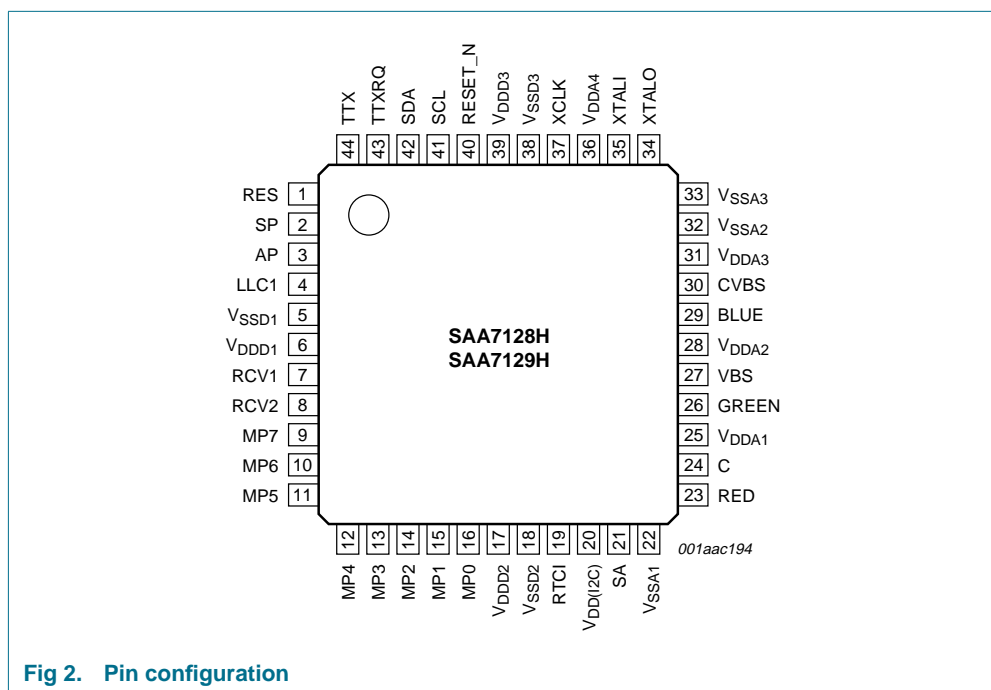 44 TTX
43 TTXRQ
42 SDA
41 SCL
40 RESET_N
39 VDDD3
38 VSSD3
37 XCLK
36 VDDA4
35 XTALI
34 XTALO
RES 1
SP 2
AP 3
LLC1 4
VSSD1 5
VDDD1 6
RCV1 7
RCV2 8
MP7 9
MP6 10
MP5 11
SAA7128H
SAA7129H
33 VSSA3
32 VSSA2
31 VDDA3
30 CVBS
29 BLUE
28 VDDA2
27 VBS
26 GREEN
25 VDDA1
24 C
23 RED
MP4 12
MP3 13
MP2 14
MP1 15
MP0 16
VDDD2 17
VSSD2 18
RTCI 19
VDD(I2C) 20
SA 21
VSSA1 22
001aac194
Fig 2. Pin configuration